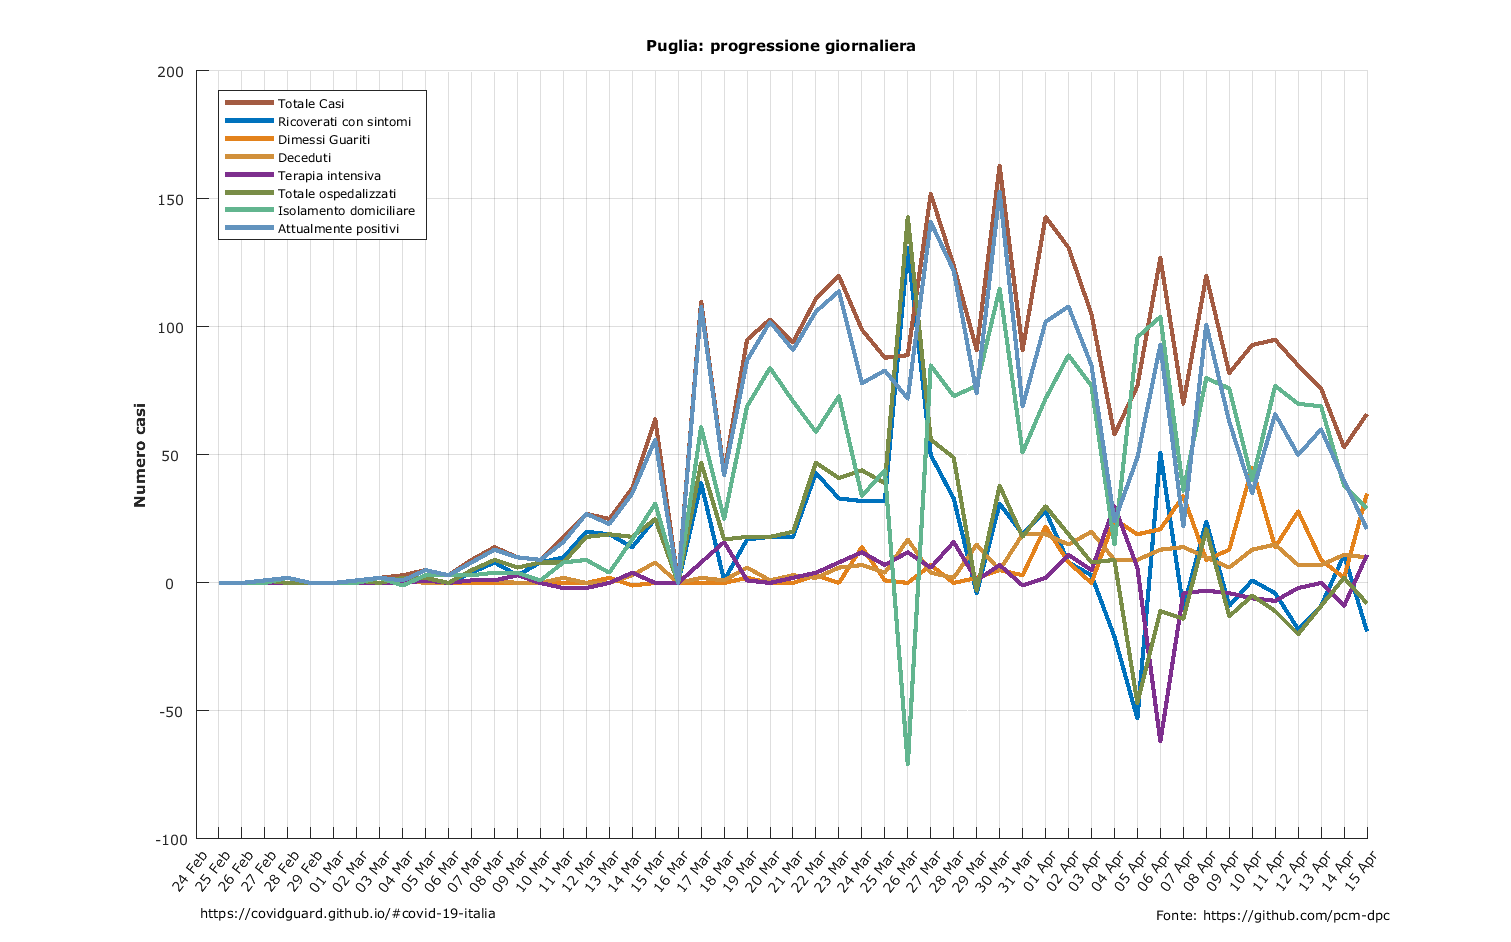 Puglia: progressione giornaliera
200
150
100
50
0
-50
-100
Numero casi
Totale Casi
Ricoverati con sintomi
Dimessi Guariti
Deceduti
Terapia intensiva
Totale ospedalizzati
Isolamento domiciliare
Attualmente positivi
24 Feb
25 Feb
26 Feb
27 Feb
28 Feb
29 Feb
01 Mar
02 Mar
03 Mar
04 Mar
05 Mar
06 Mar
07 Mar
08 Mar
09 Mar
10 Mar
11 Mar
12 Mar
13 Mar
14 Mar
15 Mar
16 Mar
17 Mar
18 Mar
19 Mar
20 Mar
21 Mar
22 Mar
23 Mar
24 Mar
25 Mar
26 Mar
27 Mar
28 Mar
29 Mar
30 Mar
31 Mar
01 Apr
02 Apr
03 Apr
04 Apr
05 Apr
06 Apr
07 Apr
08 Apr
09 Apr
10 Apr
11 Apr
12 Apr
13 Apr
14 Apr
15 Apr
https://covidguard.github.io/#covid-19-italia
Fonte: https://github.com/pcm-dpc